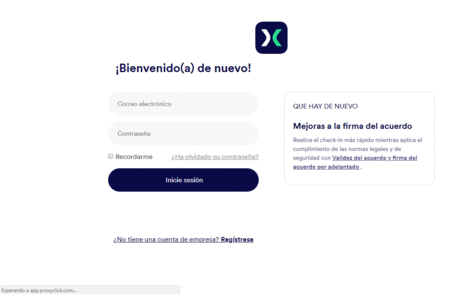 ¡Bienvenido(a) de nuevo!
Correo electrónico
Contraseña
Recordarme
¿Ha olvidado su contraseña?
Inicie sesión
¿No tiene una cuenta de empresa? Regístrese
QUE HAY DE NUEVO
Mejoras a la firma del acuerdo
Realice el check-in más rápido mientras aplica el
cumplimiento de las normas legales y de
seguridad con Validez del acuerdo y firma del
acuerdo por adelantado .
Esperando a app.proxyclick.com...